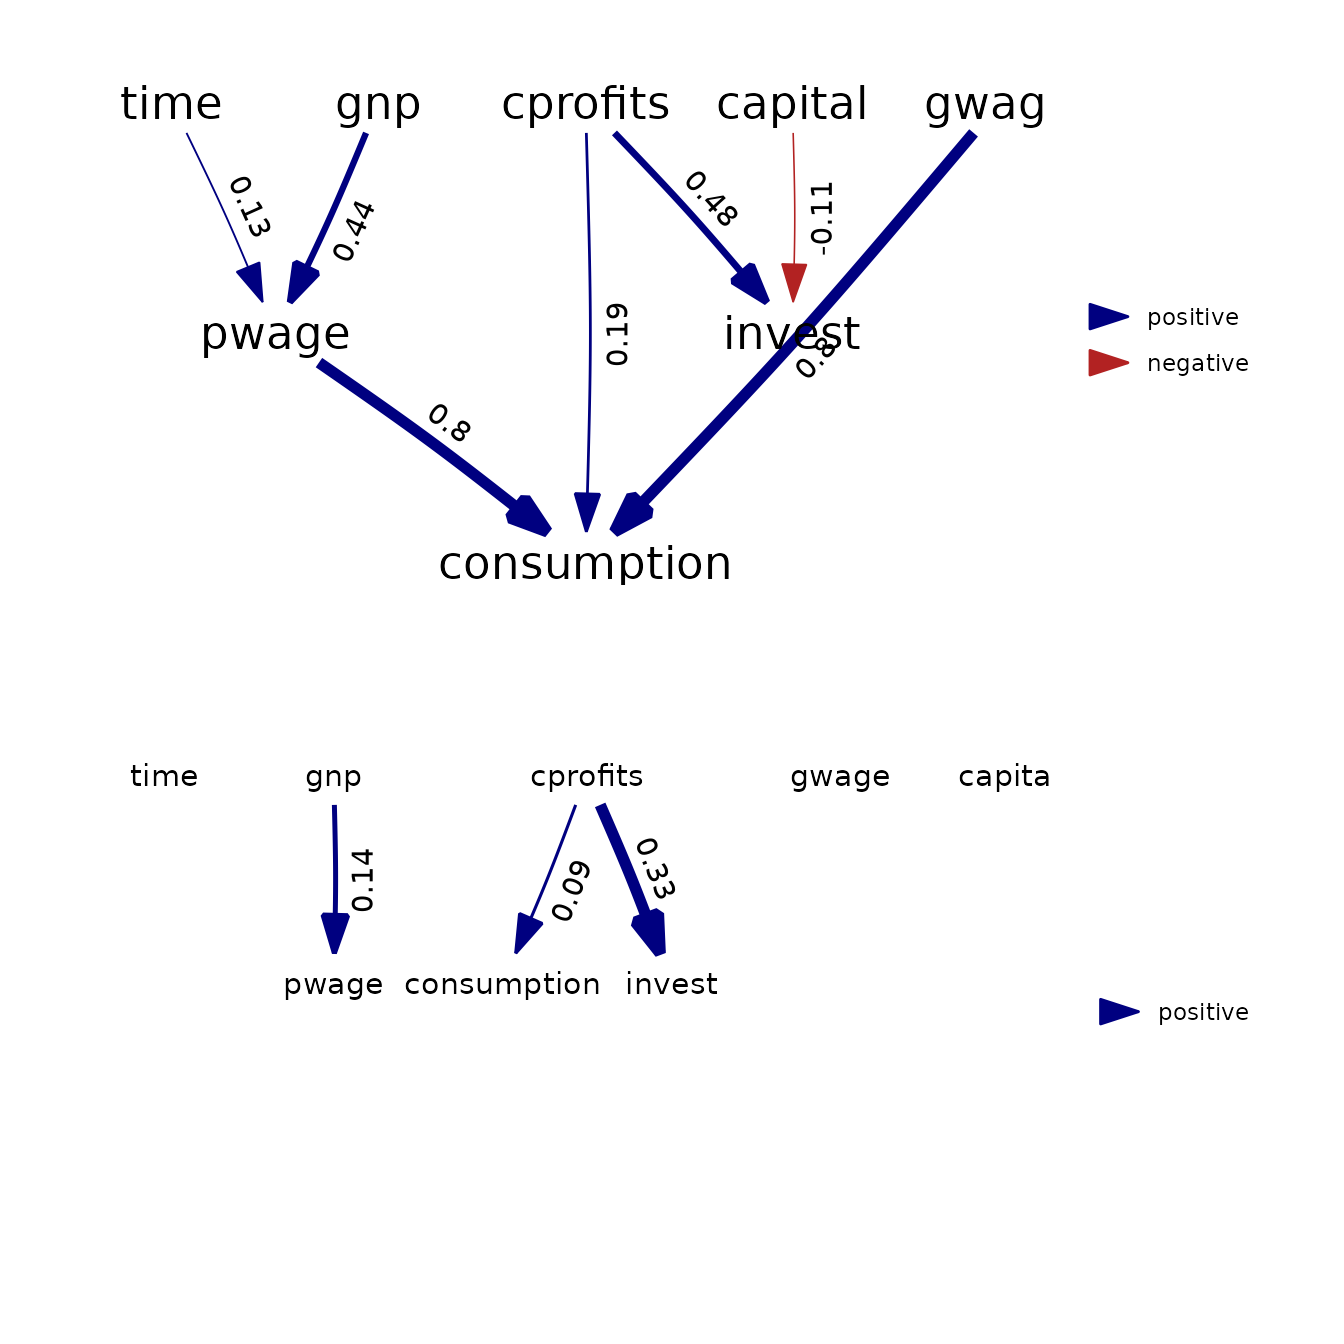 time gnp cprofits capital gwag
0.13 0.44 0.48 -0.11
pwage 0.19 invest
0.8 0.8
consumption
positive
negative
time gnp cprofits gwage capita
0.14 0.09 0.33
pwage consumption invest
positive